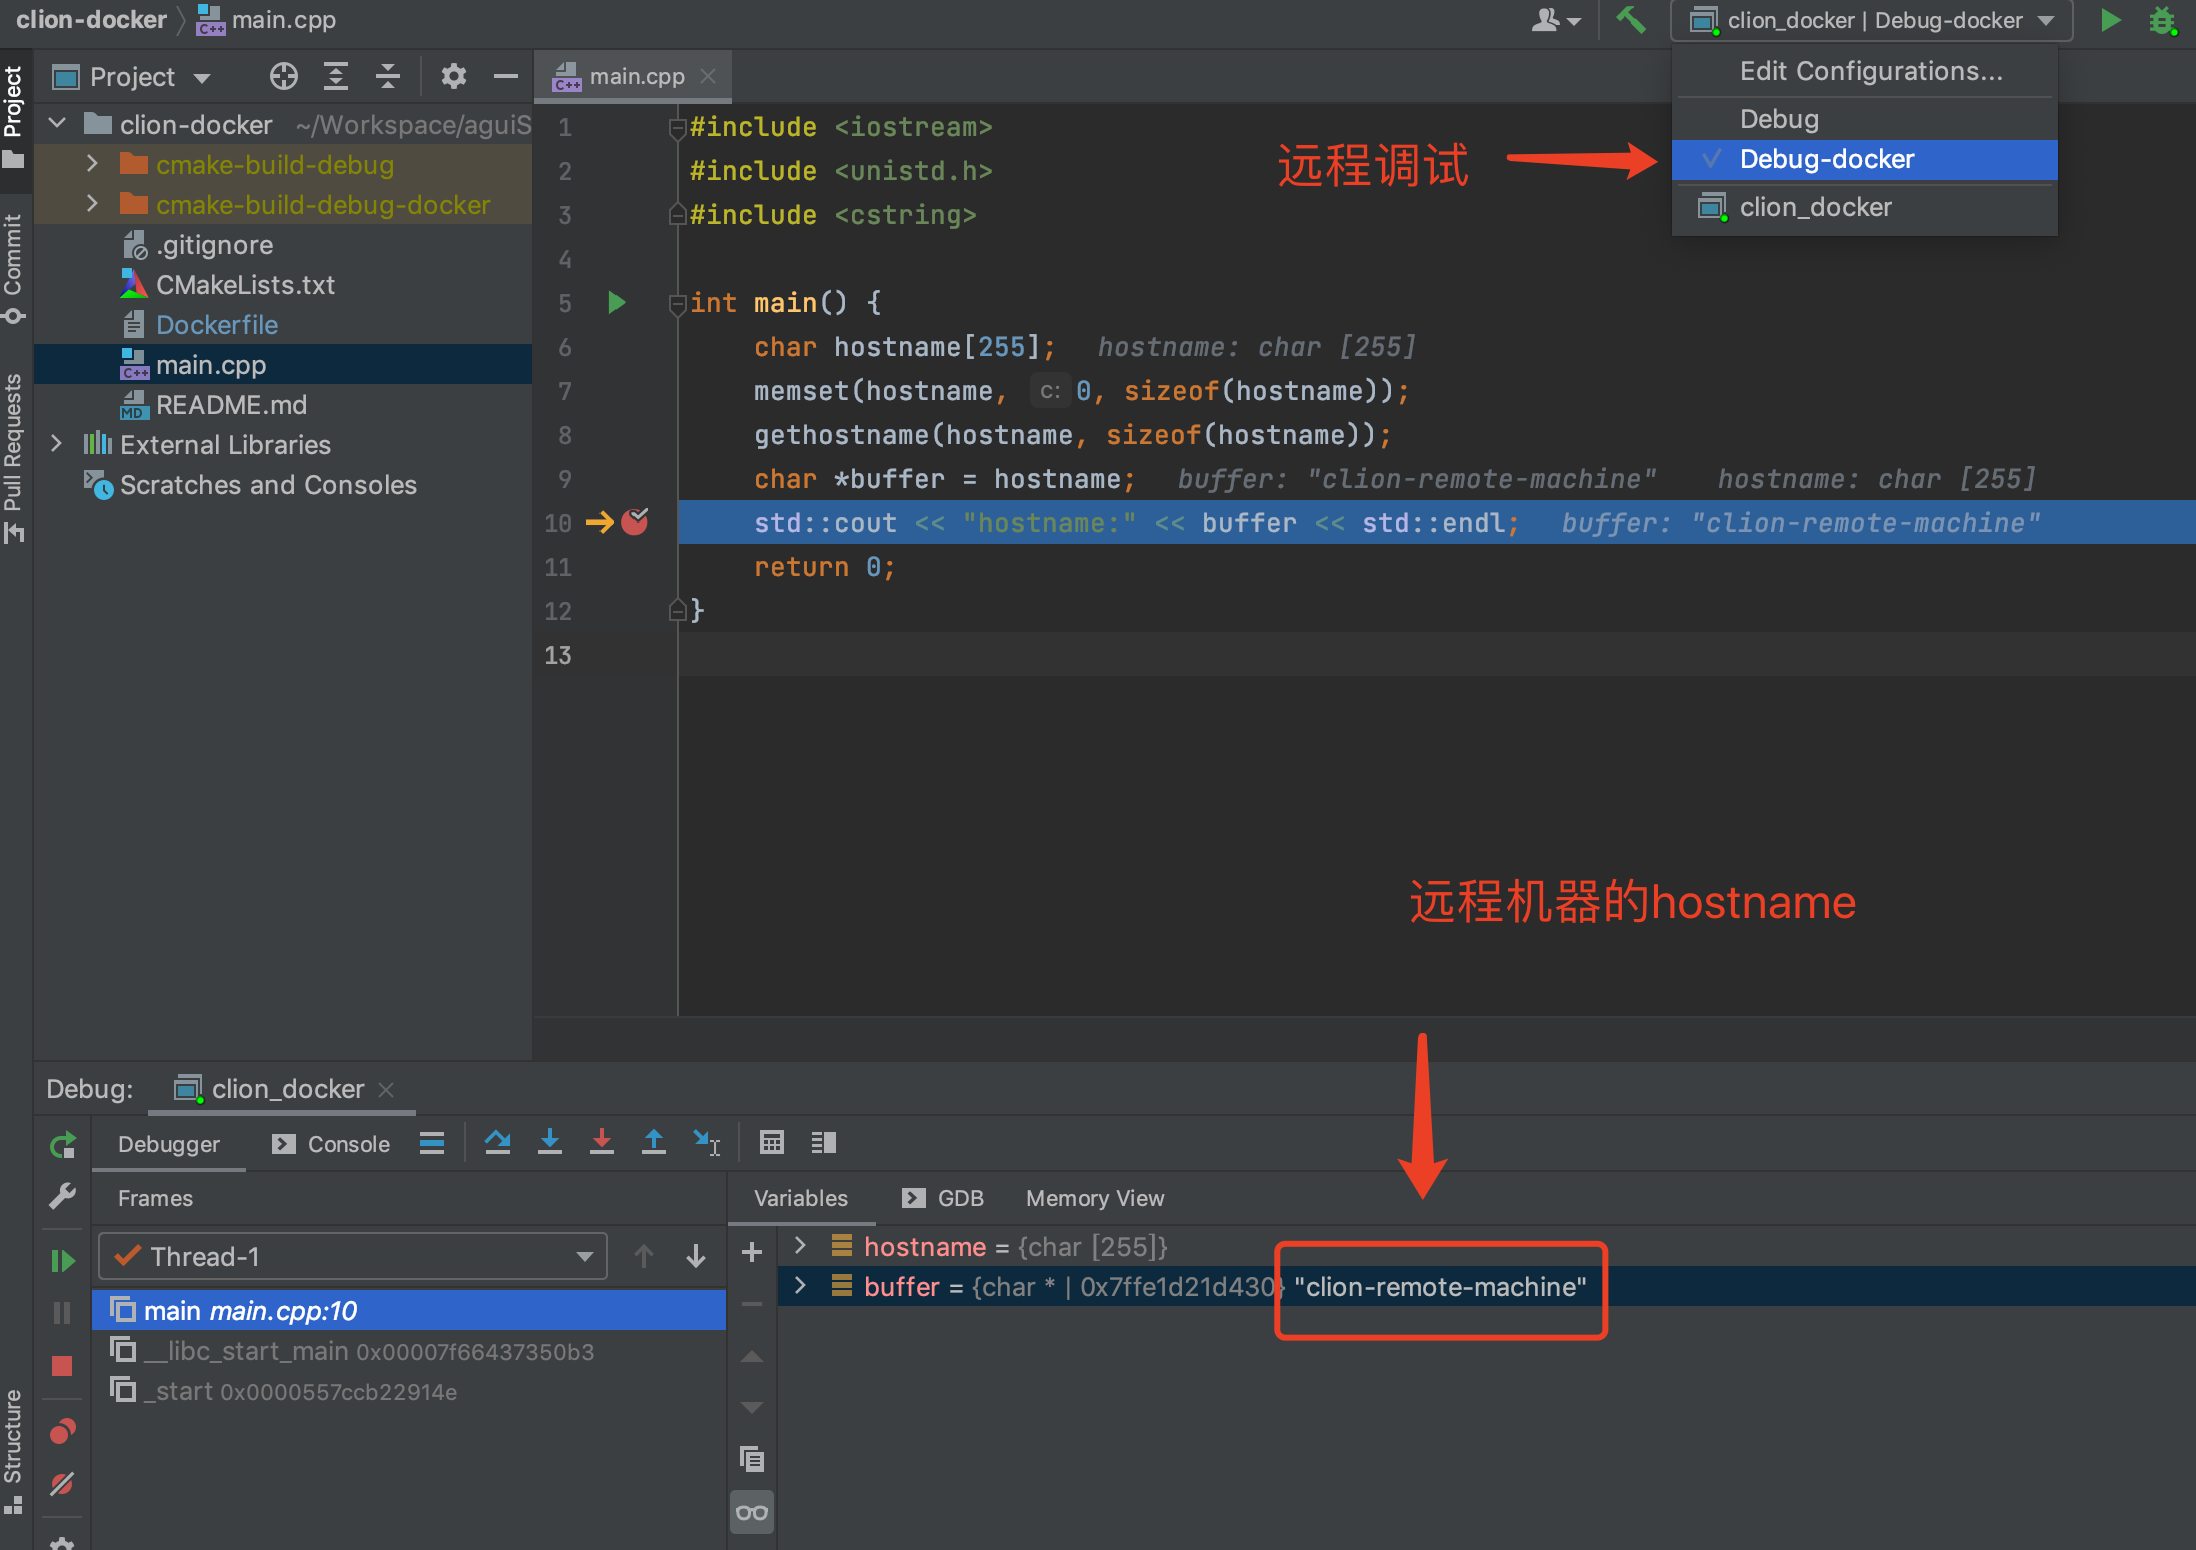 clion-docker main.cpp
clion_docker | Debug-docker
Edit Configurations...
Debug
Debug-docker
clion_docker
远程调试
Project
Commit
Pull Requests
Structure
Project
clion-docker ~/Workspace/aguiS
cmake-build-debug
cmake-build-debug-docker
.gitignore
CMakeLists.txt
Dockerfile
main.cpp
README.md
External Libraries
Scratches and Consoles
main.cpp
1 #include <iostream>
2 #include <unistd.h>
3 #include <cstring>
4
5 int main() {
6 char hostname[255]; hostname: char [255]
7 memset(hostname, c: 0, sizeof(hostname));
8 gethostname(hostname, sizeof(hostname));
9 char *buffer = hostname; buffer: "clion-remote-machine" hostname: char [255]
10 std::cout << "hostname:" << buffer << std::endl; buffer: "clion-remote-machine"
11 return 0;
12 }
13
远程机器的hostname
Debug: clion_docker
Debugger Console
Frames
Thread-1
main main.cpp:10
__libc_start_main 0x00007f66437350b3
_start 0x0000557ccb22914e
Variables GDB Memory View
hostname = {char [255]}
buffer = {char * | 0x7ffe1d21d430} "clion-remote-machine"